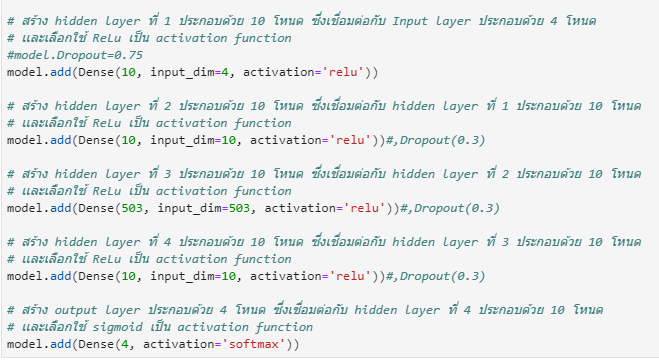 # สร้าง hidden layer ที่ 1 ประกอบด้วย 10 โหนด ซึ่งเชื่อมต่อกับ Input layer ประกอบด้วย 4 โหนด
# และเลือกใช้ ReLu เป็น activation function
#model.Dropout=0.75
model.add(Dense(10, input_dim=4, activation='relu'))
# สร้าง hidden layer ที่ 2 ประกอบด้วย 10 โหนด ซึ่งเชื่อมต่อกับ hidden layer ที่ 1 ประกอบด้วย 10 โหนด
# และเลือกใช้ ReLu เป็น activation function
model.add(Dense(10, input_dim=10, activation='relu'))#,Dropout(0.3)
# สร้าง hidden layer ที่ 3 ประกอบด้วย 10 โหนด ซึ่งเชื่อมต่อกับ hidden layer ที่ 2 ประกอบด้วย 10 โหนด
# และเลือกใช้ ReLu เป็น activation function
model.add(Dense(503, input_dim=503, activation='relu'))#,Dropout(0.3)
# สร้าง hidden layer ที่ 4 ประกอบด้วย 10 โหนด ซึ่งเชื่อมต่อกับ hidden layer ที่ 3 ประกอบด้วย 10 โหนด
# และเลือกใช้ ReLu เป็น activation function
model.add(Dense(10, input_dim=10, activation='relu'))#,Dropout(0.3)
# สร้าง output layer ประกอบด้วย 4 โหนด ซึ่งเชื่อมต่อกับ hidden layer ที่ 4 ประกอบด้วย 10 โหนด
# และเลือกใช้ sigmoid เป็น activation function
model.add(Dense(4, activation='softmax'))